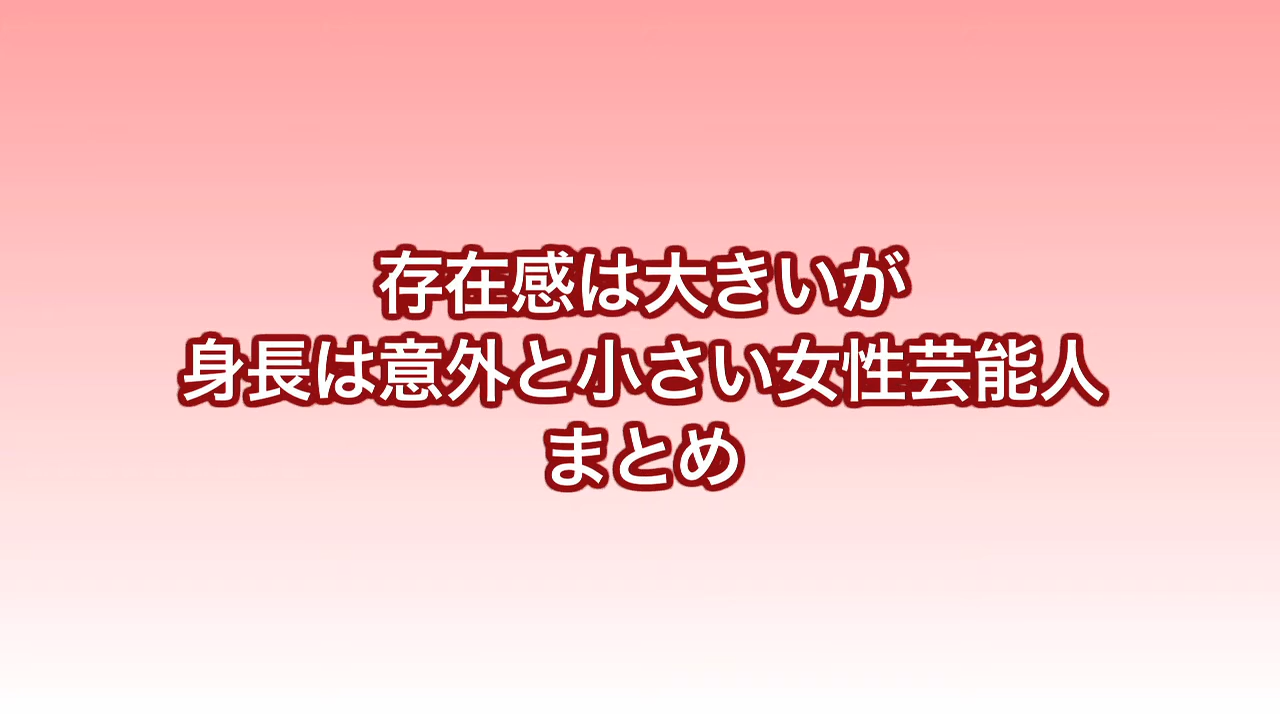 存在感は大きいが
身長は意外と小さい女性芸能人
まとめ